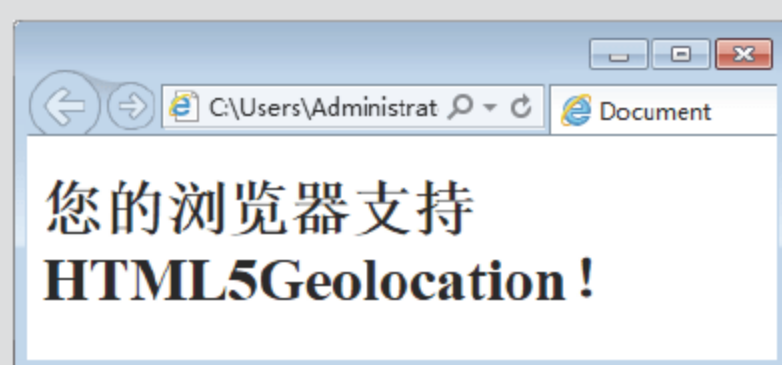 C:\Users\Administrat
Document
您的浏览器支持
HTML5Geolocation！